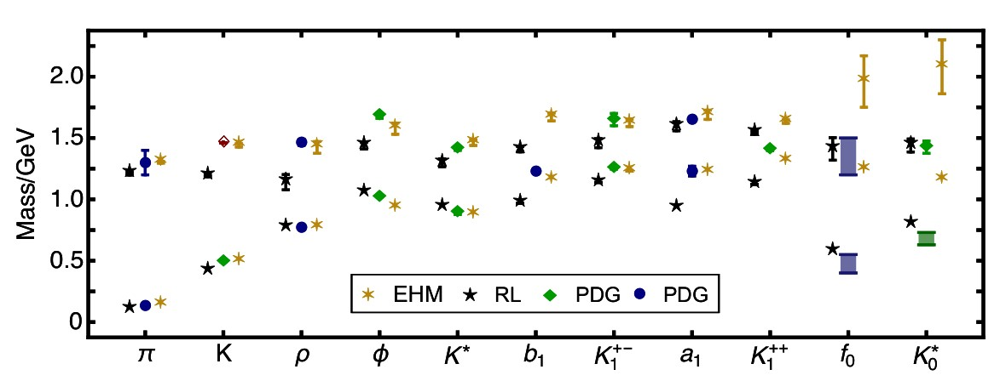 Mass/GeV
2.0
1.5
1.0
0.5
0
EHM RL PDG PDG
π K ρ ϕ K* b₁ K₁⁺⁻ a₁ K₁⁺⁺ f₀ K₀*